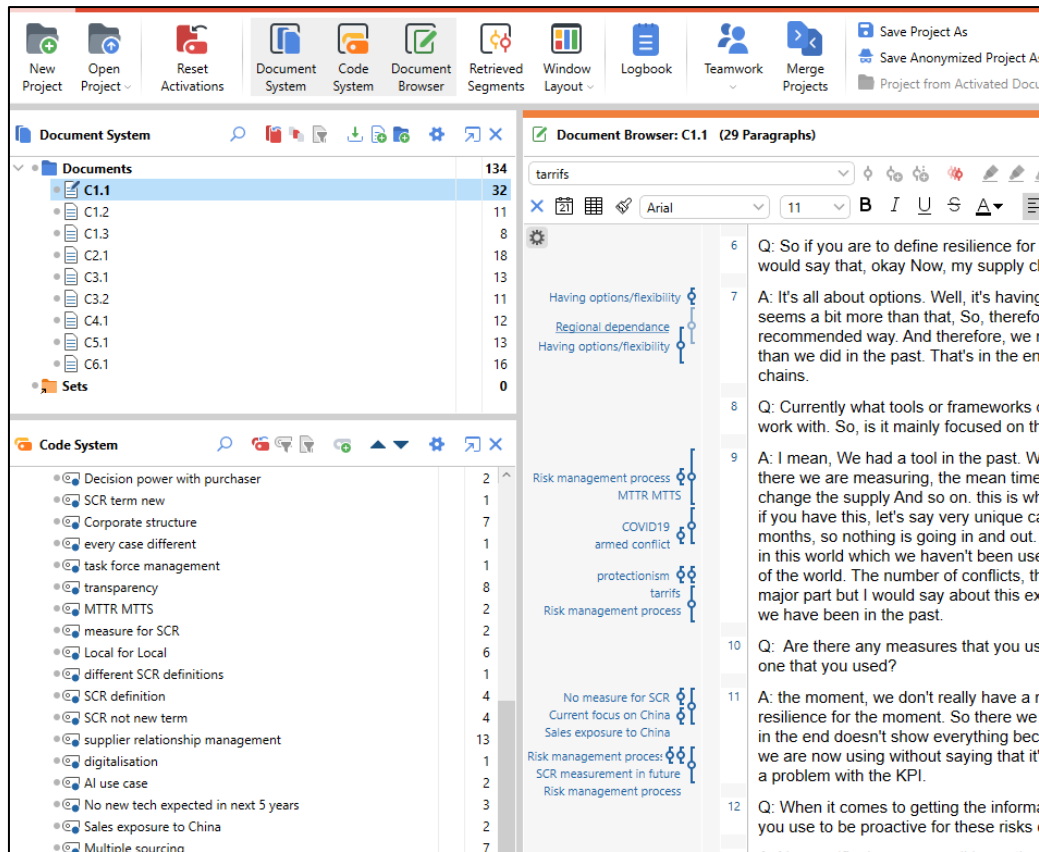 New Project
Open Project
Reset Activations
Document System
Code System
Document Browser
Retrieved Segments
Window Layout
Logbook
Teamwork
Merge Projects
Save Project As
Save Anonymized Project As
Project from Activated Docu
Document System
Documents 134
C1.1 32
C1.2 11
C1.3 8
C2.1 18
C3.1 13
C3.2 11
C4.1 12
C5.1 13
C6.1 16
Sets 0
Code System
Decision power with purchaser 2
SCR term new 1
Corporate structure 7
every case different 1
task force management 1
transparency 8
MTTR MTTS 2
measure for SCR 2
Local for Local 6
different SCR definitions 1
SCR definition 4
SCR not new term 4
supplier relationship management 13
digitalisation 1
AI use case 2
No new tech expected in next 5 years 3
Sales exposure to China 2
Multiple sourcing 7
Document Browser: C1.1 (29 Paragraphs)
tarrifs
21 Arial 11 B I U S A
6 Q: So if you are to define resilience for
would say that, okay Now, my supply c
Having options/flexibility
Regional dependance
Having options/flexibility
7 A: It's all about options. Well, it's having
seems a bit more than that, So, therefo
recommended way. And therefore, we
than we did in the past. That's in the en
chains.
8 Q: Currently what tools or frameworks
work with. So, is it mainly focused on th
Risk management process
MTTR MTTS
COVID19
armed conflict
protectionism
tarrifs
Risk management process
9 A: I mean, We had a tool in the past. W
there we are measuring, the mean time
change the supply And so on. this is wh
if you have this, let's say very unique ca
months, so nothing is going in and out.
in this world which we haven't been use
of the world. The number of conflicts, th
major part but I would say about this ex
we have been in the past.
10 Q: Are there any measures that you us
one that you used?
No measure for SCR
Current focus on China
Sales exposure to China
Risk management proces
SCR measurement in future
Risk management process
11 A: the moment, we don't really have a
resilience for the moment. So there we
in the end doesn't show everything bec
we are now using without saying that it'
a problem with the KPI.
12 Q: When it comes to getting the informa
you use to be proactive for these risks